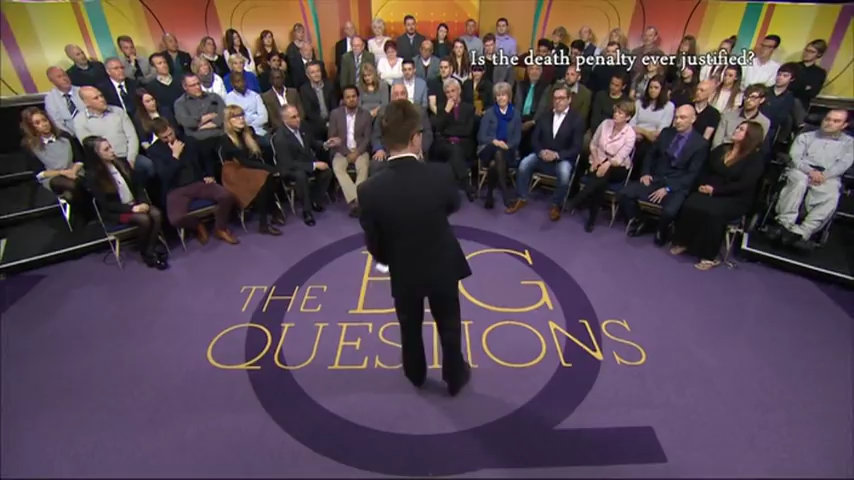 Is the death penalty ever justified?
THE BIG
QUESTIONS